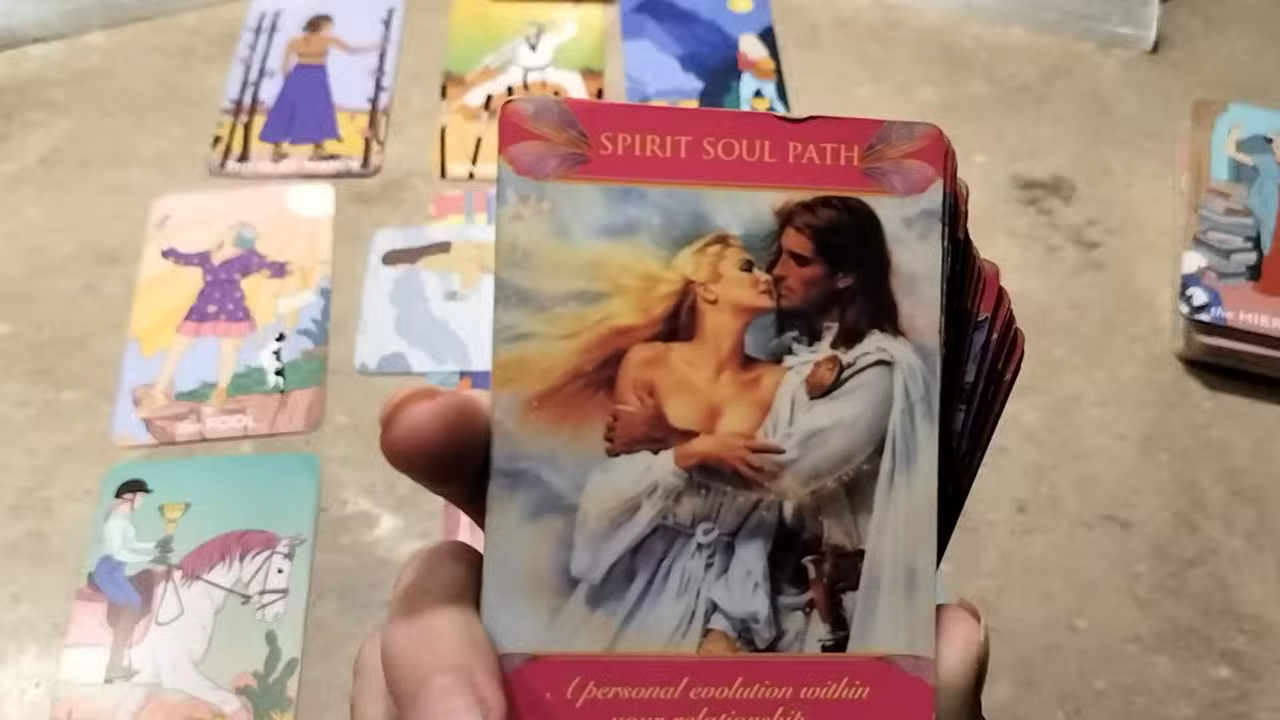 SPIRIT SOUL PATH
A personal evolution within
your relationship
the FOOL
the HIER